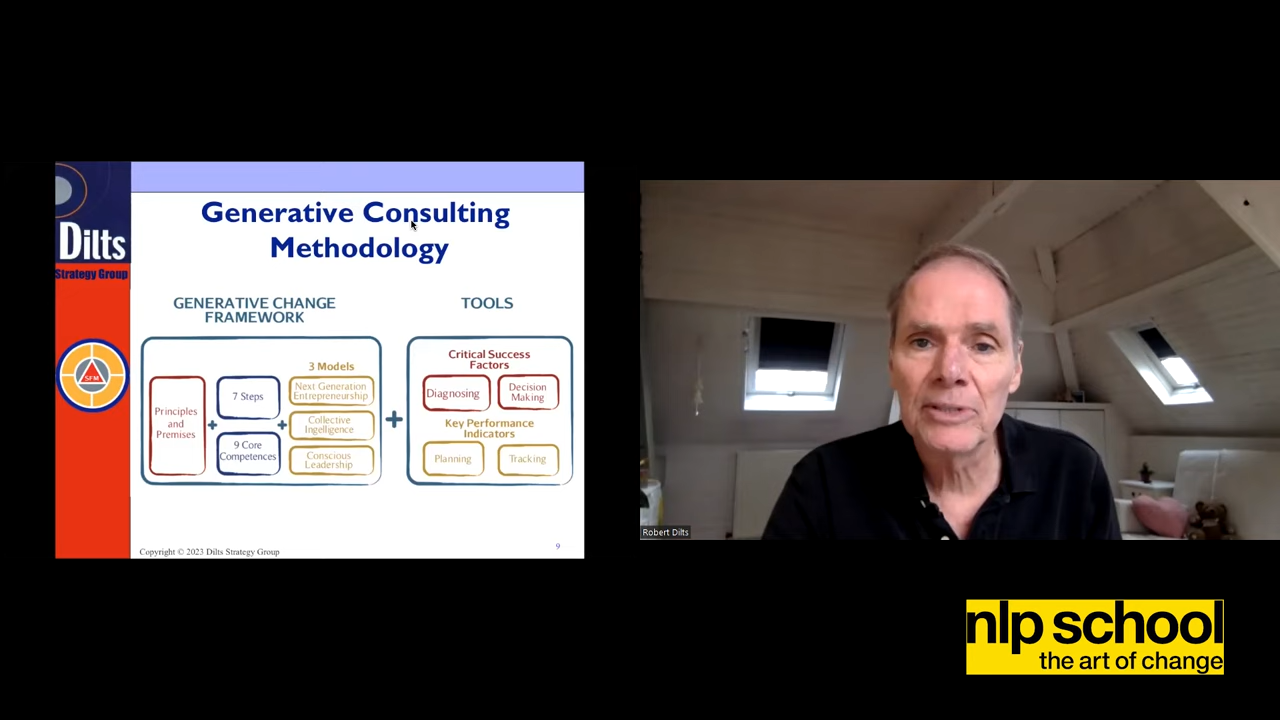 Dilts
Strategy Group
SFM
Generative Consulting
Methodology
GENERATIVE CHANGE
FRAMEWORK
Principles
and
Premises
+
7 Steps
9 Core
Competences
+
3 Models
Next Generation
Entrepreneurship
Collective
Ingelligence
Conscious
Leadership
+
TOOLS
Critical Success
Factors
Diagnosing
Decision
Making
Key Performance
Indicators
Planning
Tracking
Copyright © 2023 Dilts Strategy Group
9
Robert Dilts
nlp school
the art of change